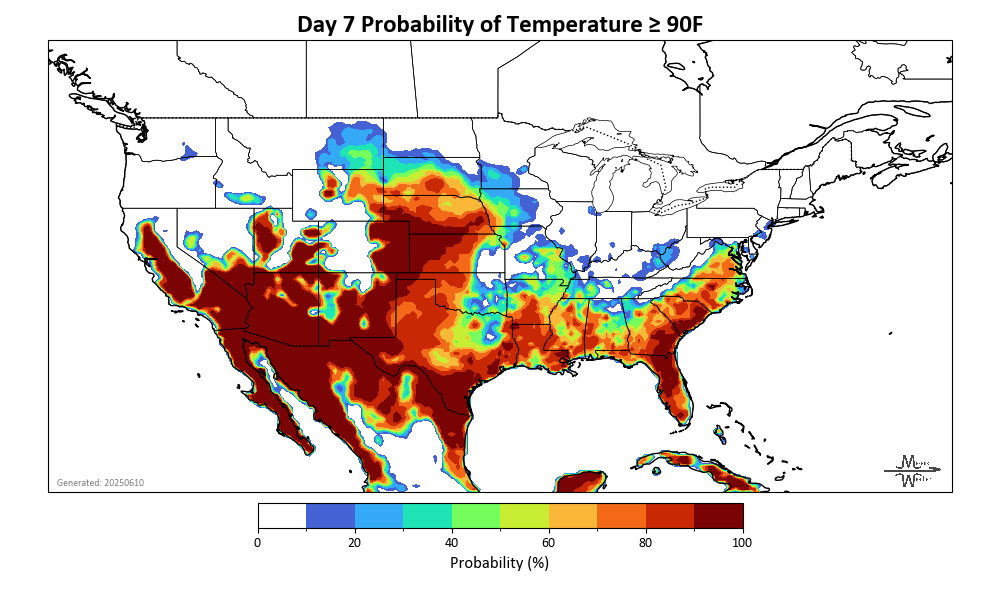 Day 7 Probability of Temperature ≥ 90F
Generated: 20250610
0 20 40 60 80 100
Probability (%)